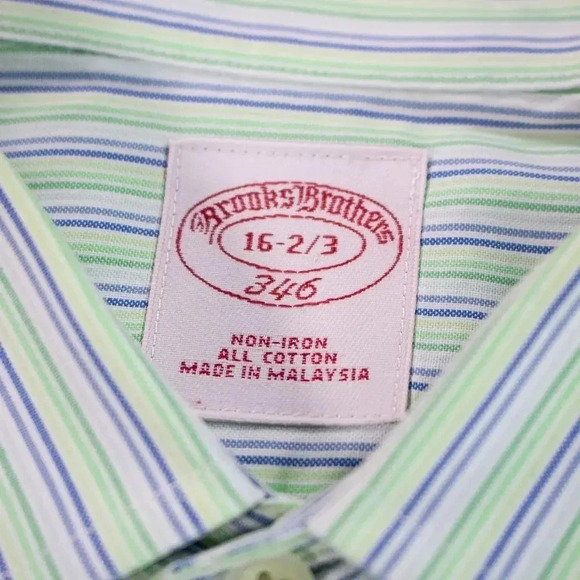 Brooks Brothers
16-2/3
346
NON-IRON
ALL COTTON
MADE IN MALAYSIA